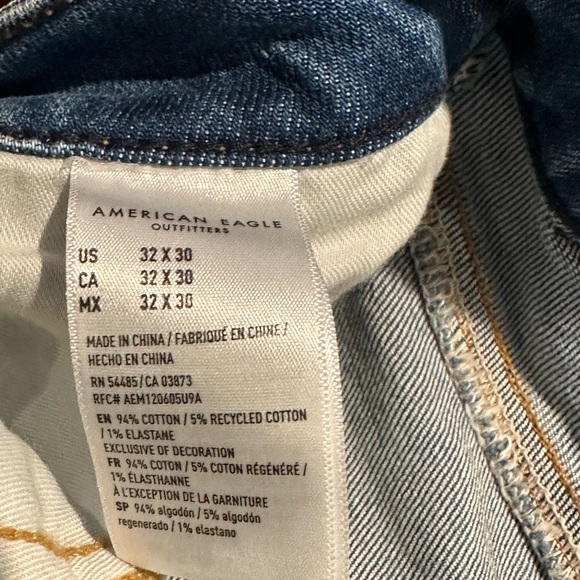 AMERICAN EAGLE
OUTFITTERS
US 32 X 30
CA 32 X 30
MX 32 X 30
MADE IN CHINA / FABRIQUÉ EN CHINE /
HECHO EN CHINA
RN 54485/CA 03873
RFC# AEM120605U9A
EN 94% COTTON / 5% RECYCLED COTTON
/ 1% ELASTANE
EXCLUSIVE OF DECORATION
FR 94% COTON / 5% COTON RÉGÉNÉRÉ /
1% ÉLASTHANNE
À L'EXCEPTION DE LA GARNITURE
SP 94% algodón / 5% algodón
regenerado / 1% elastano